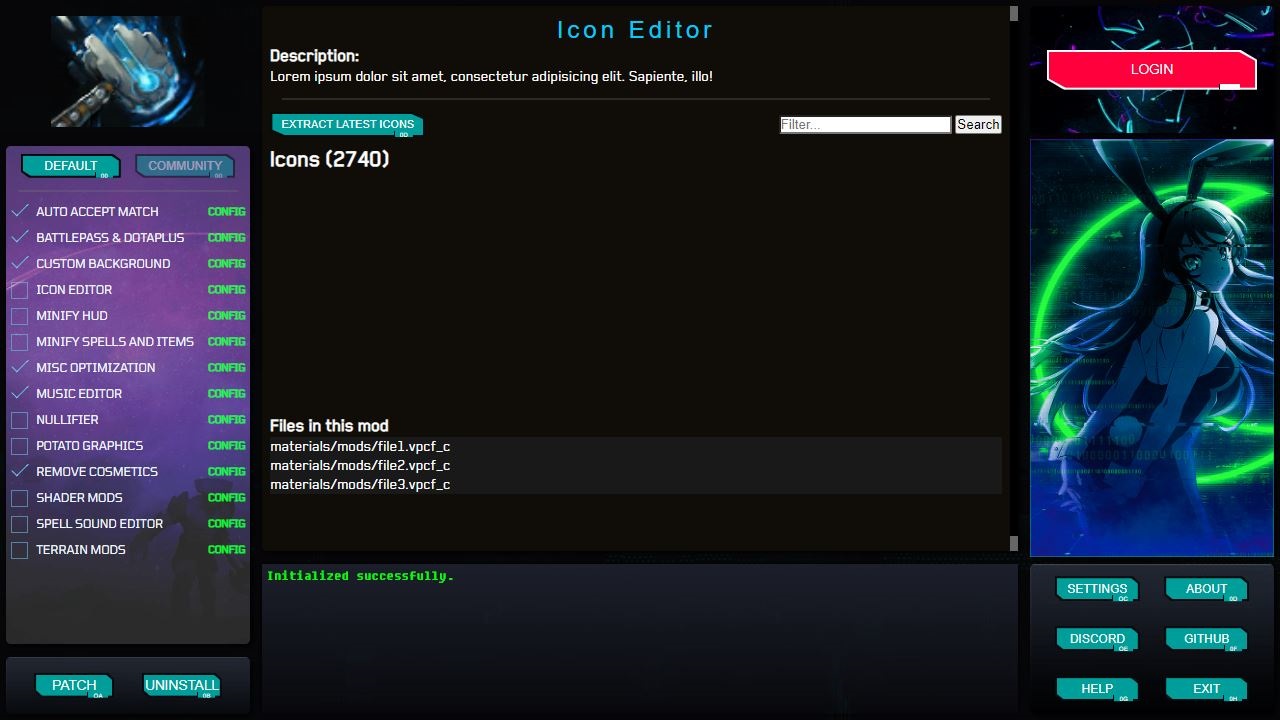 Icon Editor
Description:
Lorem ipsum dolor sit amet, consectetur adipisicing elit. Sapiente, illo!
EXTRACT LATEST ICONS
Filter...
Search
Icons (2740)
Files in this mod
materials/mods/file1.vpcf_c
materials/mods/file2.vpcf_c
materials/mods/file3.vpcf_c
Initialized successfully.
DEFAULT
COMMUNITY
AUTO ACCEPT MATCH CONFIG
BATTLEPASS & DOTAPLUS CONFIG
CUSTOM BACKGROUND CONFIG
ICON EDITOR CONFIG
MINIFY HUD CONFIG
MINIFY SPELLS AND ITEMS CONFIG
MISC OPTIMIZATION CONFIG
MUSIC EDITOR CONFIG
NULLIFIER CONFIG
POTATO GRAPHICS CONFIG
REMOVE COSMETICS CONFIG
SHADER MODS CONFIG
SPELL SOUND EDITOR CONFIG
TERRAIN MODS CONFIG
PATCH
UNINSTALL
LOGIN
SETTINGS
ABOUT
DISCORD
GITHUB
HELP
EXIT